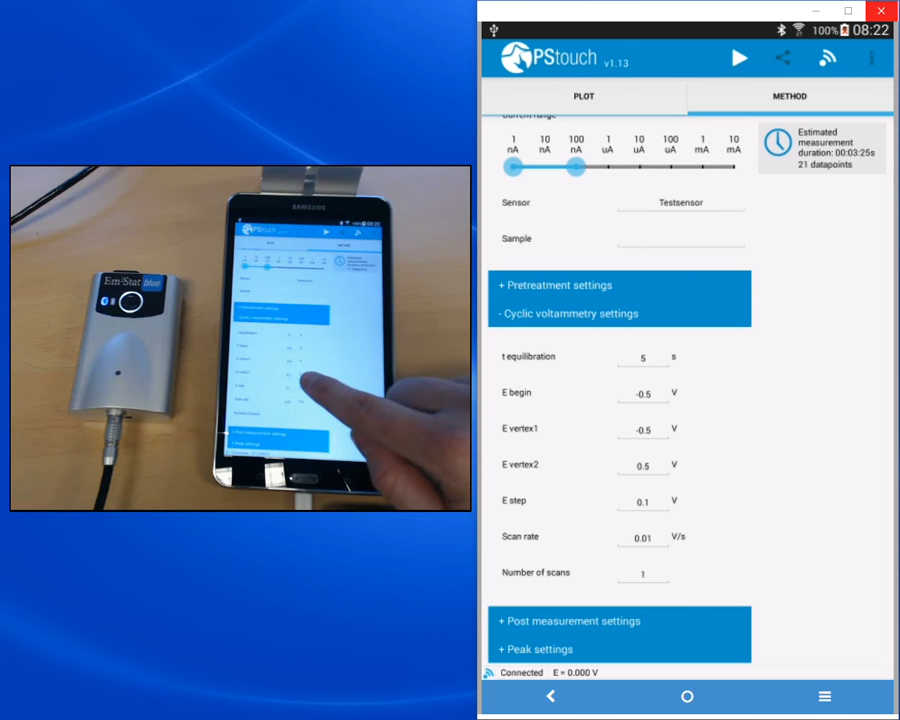 100% 08:22
PStouch v1.13
PLOT METHOD
Current range
1 nA 10 nA 100 nA 1 uA 10 uA 100 uA 1 mA 10 mA
Estimated
measurement
duration: 00:03:25s
21 datapoints
Sensor Testsensor
Sample
+ Pretreatment settings
- Cyclic voltammetry settings
t equilibration 5 s
E begin -0.5 V
E vertex1 -0.5 V
E vertex2 0.5 V
E step 0.1 V
Scan rate 0.01 V/s
Number of scans 1
+ Post measurement settings
+ Peak settings
Connected E = 0.000 V
SAMSUNG
EmStat blue